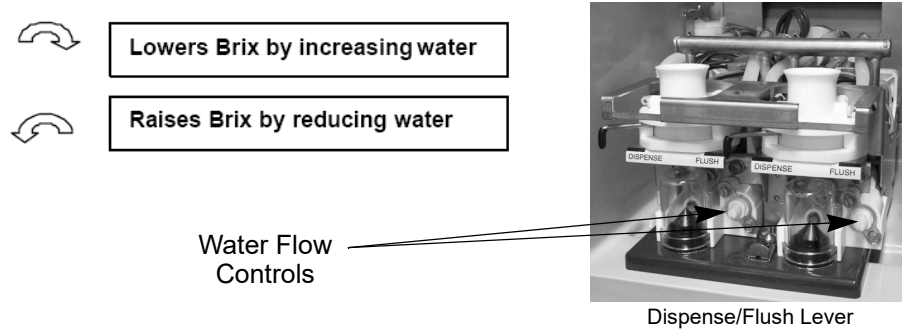 Lowers Brix by increasing water
Raises Brix by reducing water
DISPENSE FLUSH
DISPENSE FLUSH
Water Flow
Controls
Dispense/Flush Lever